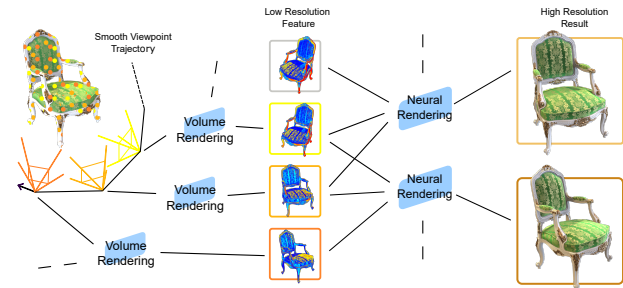 Low Resolution
Feature
High Resolution
Result
Smooth Viewpoint
Trajectory
Volume
Rendering
Neural
Rendering
Volume
Rendering
Neural
Rendering
Volume
Rendering